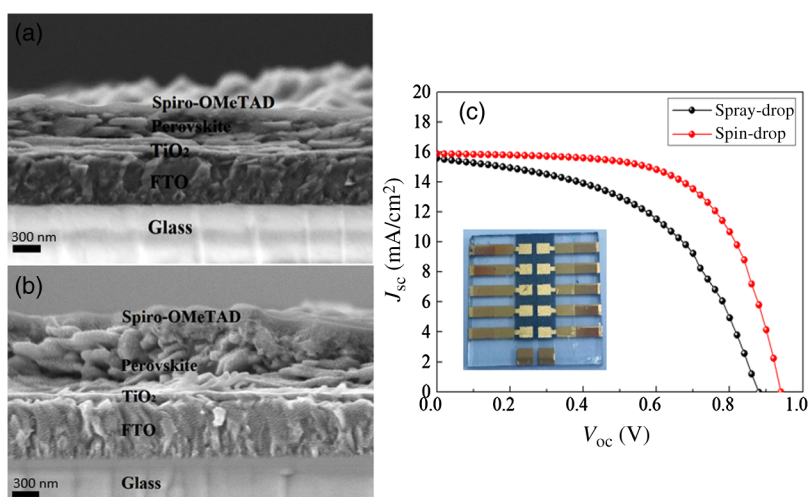 (a)
Spiro-OMeTAD
Perovskite
TiO₂
FTO
Glass
300 nm
(b)
Spiro-OMeTAD
Perovskite
TiO₂
FTO
Glass
300 nm
(c)
Spray-drop
Spin-drop
20
18
16
14
12
10
8
6
4
2
0
0.0 0.2 0.4 0.6 0.8 1.0
Jsc (mA/cm²)
Voc (V)